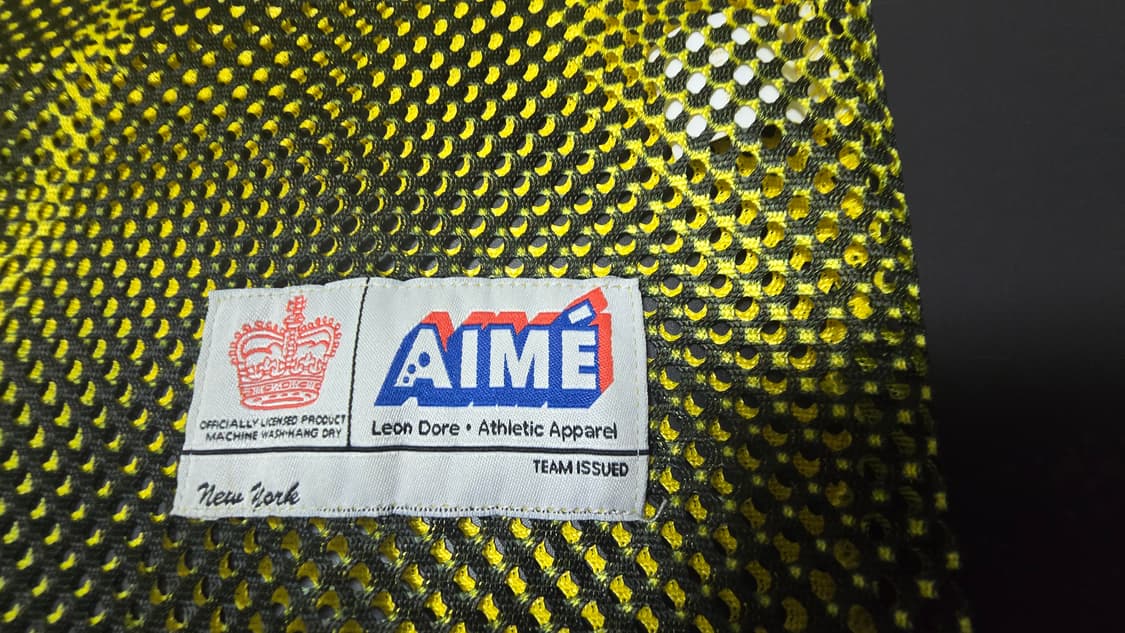 OFFICIALLY LICENSED PRODUCT
MACHINE WASH·HANG DRY
AIMÉ
Leon Dore • Athletic Apparel
TEAM ISSUED
New York